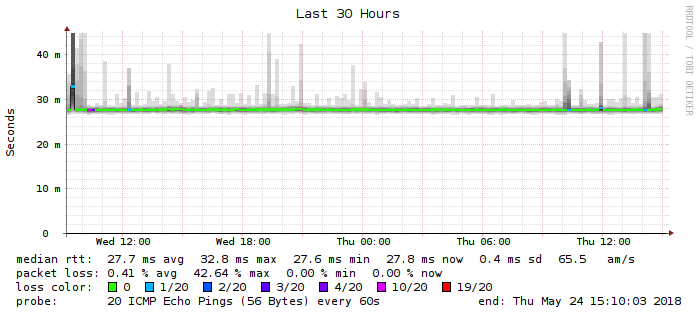 Last 30 Hours
RRDTOOL / TOBI OETIKER
Seconds
40 m
30 m
20 m
10 m
0
Wed 12:00 Wed 18:00 Thu 00:00 Thu 06:00 Thu 12:00
median rtt: 27.7 ms avg 32.8 ms max 27.6 ms min 27.8 ms now 0.4 ms sd 65.5 am/s
packet loss: 0.41 % avg 42.64 % max 0.00 % min 0.00 % now
loss color: 0 1/20 2/20 3/20 4/20 10/20 19/20
probe: 20 ICMP Echo Pings (56 Bytes) every 60s end: Thu May 24 15:10:03 2018